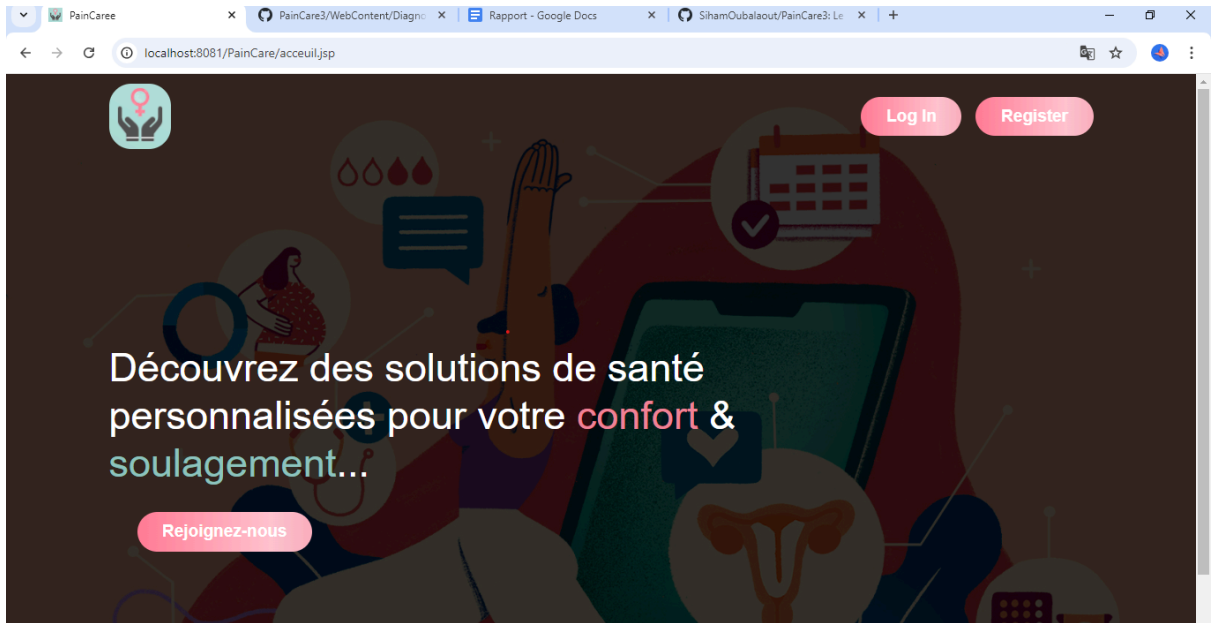 PainCaree
PainCare3/WebContent/Diagno
Rapport - Google Docs
SihamOubalaout/PainCare3: Le
localhost:8081/PainCare/acceuil.jsp
Log In
Register
Découvrez des solutions de santé
personnalisées pour votre confort &
soulagement...
Rejoignez-nous